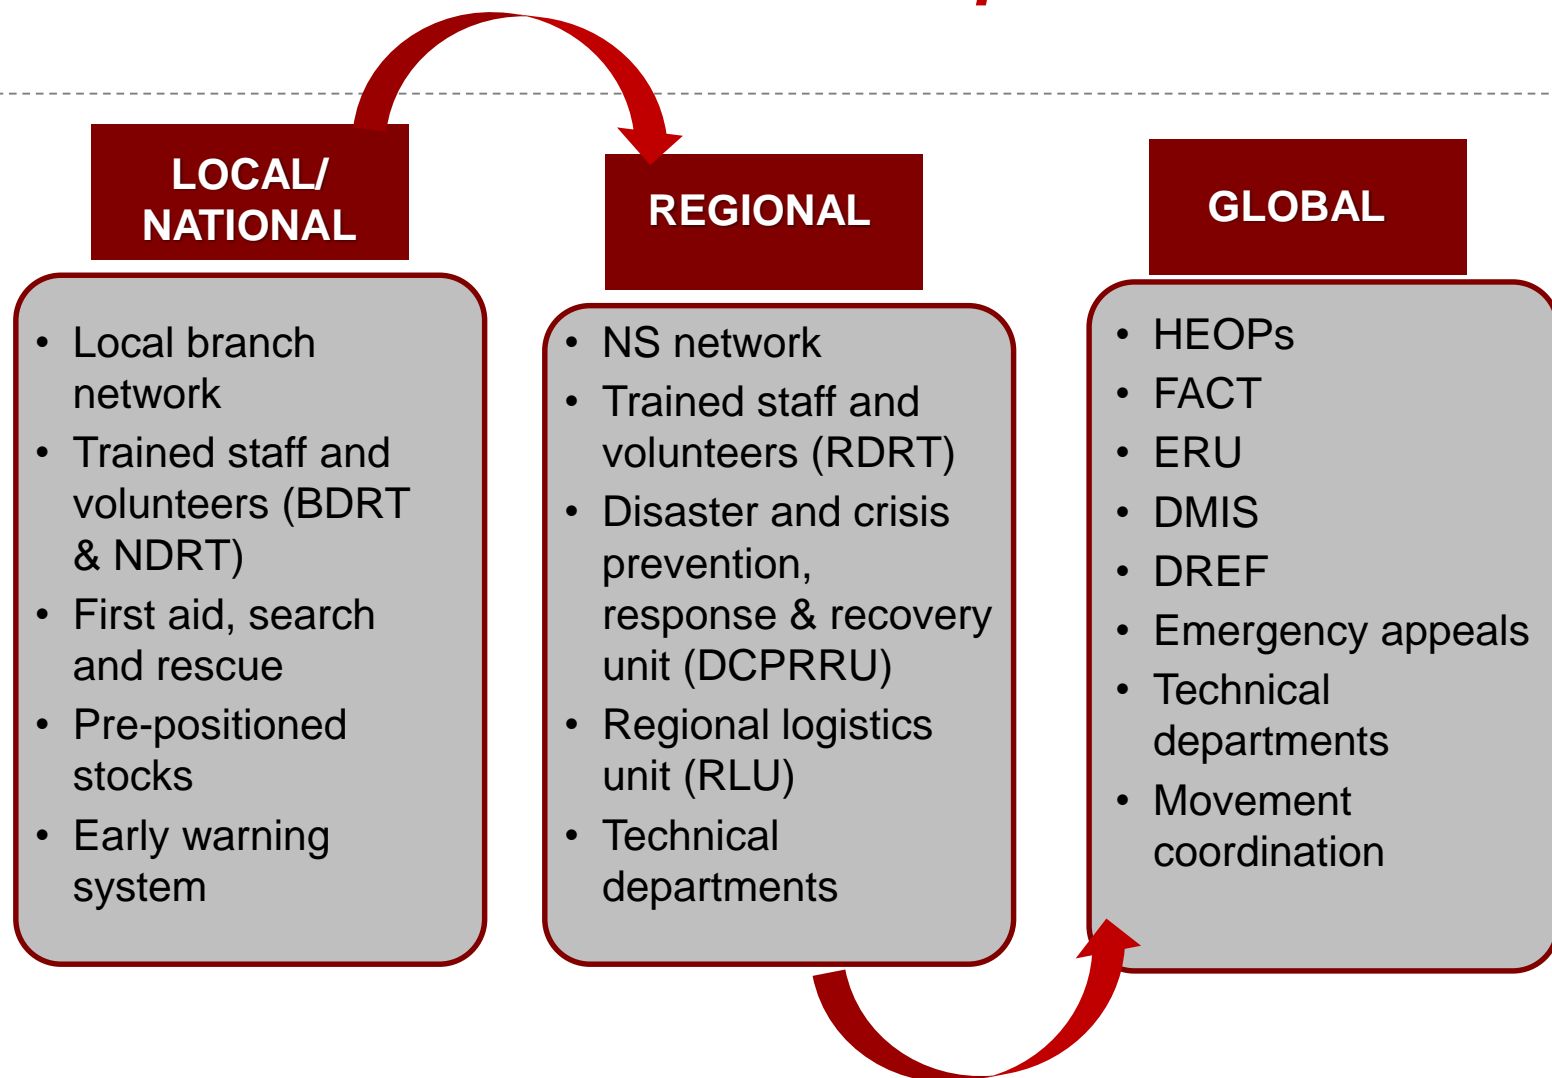 LOCAL/
NATIONAL
• Local branch
network
• Trained staff and
volunteers (BDRT
& NDRT)
• First aid, search
and rescue
• Pre-positioned
stocks
• Early warning
system
REGIONAL
• NS network
• Trained staff and
volunteers (RDRT)
• Disaster and crisis
prevention,
response & recovery
unit (DCPRRU)
• Regional logistics
unit (RLU)
• Technical
departments
GLOBAL
• HEOPs
• FACT
• ERU
• DMIS
• DREF
• Emergency appeals
• Technical
departments
• Movement
coordination